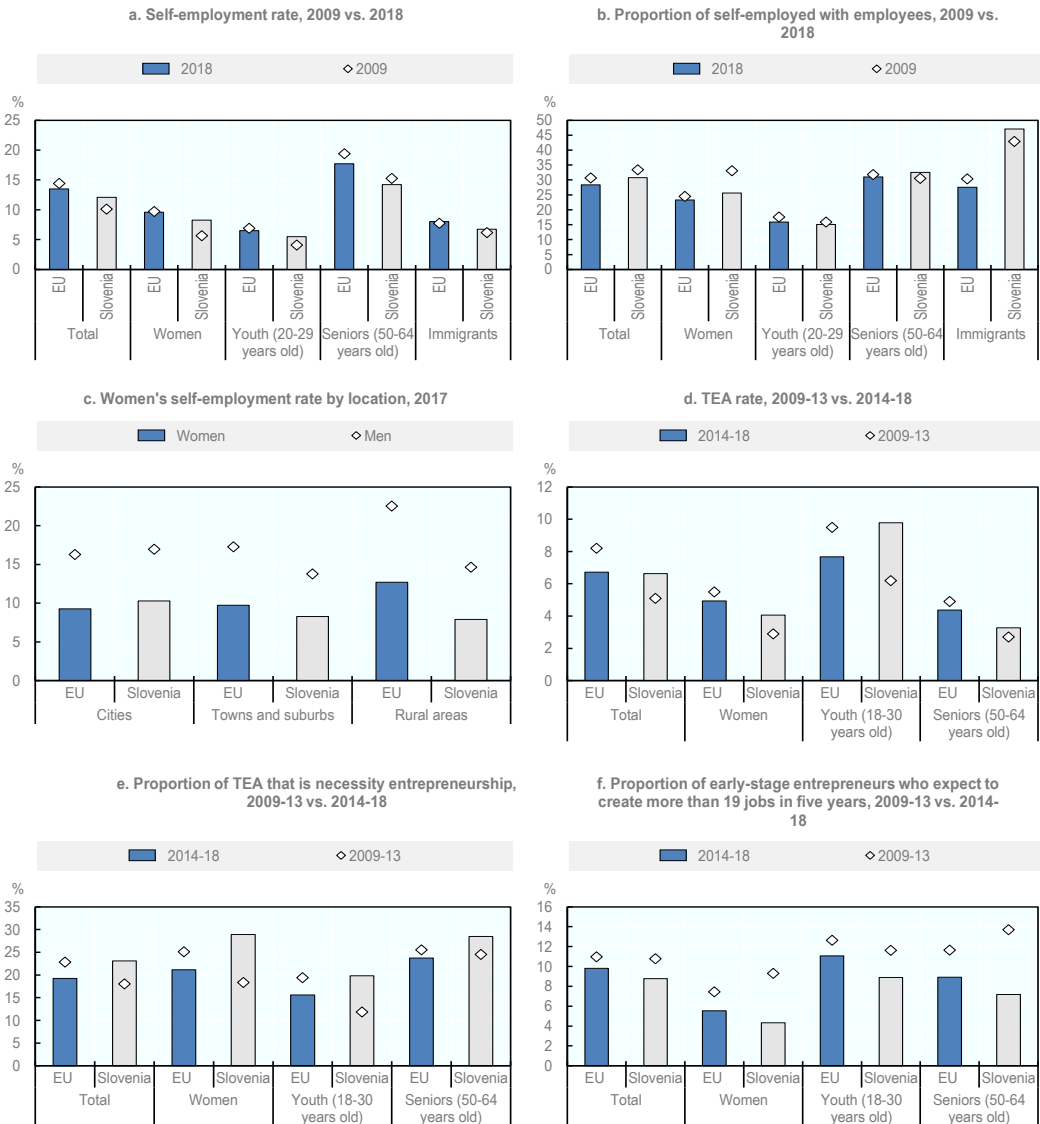 a. Self-employment rate, 2009 vs. 2018
2018
2009
%
25
20
15
10
5
0
EU
Slovenia
EU
Slovenia
EU
Slovenia
EU
Slovenia
EU
Slovenia
Total
Women
Youth (20-29
years old)
Seniors (50-64
years old)
Immigrants
b. Proportion of self-employed with employees, 2009 vs.
2018
2018
2009
%
50
45
40
35
30
25
20
15
10
5
0
EU
Slovenia
EU
Slovenia
EU
Slovenia
EU
Slovenia
EU
Slovenia
Total
Women
Youth (20-29
years old)
Seniors (50-64
years old)
Immigrants
c. Women's self-employment rate by location, 2017
Women
Men
%
25
20
15
10
5
0
EU
Slovenia
EU
Slovenia
EU
Slovenia
Cities
Towns and suburbs
Rural areas
d. TEA rate, 2009-13 vs. 2014-18
2014-18
2009-13
%
12
10
8
6
4
2
0
EU
Slovenia
EU
Slovenia
EU
Slovenia
EU
Slovenia
Total
Women
Youth (18-30
years old)
Seniors (50-64
years old)
e. Proportion of TEA that is necessity entrepreneurship,
2009-13 vs. 2014-18
2014-18
2009-13
%
35
30
25
20
15
10
5
0
EU
Slovenia
EU
Slovenia
EU
Slovenia
EU
Slovenia
Total
Women
Youth (18-30
years old)
Seniors (50-64
years old)
f. Proportion of early-stage entrepreneurs who expect to
create more than 19 jobs in five years, 2009-13 vs. 2014-
18
2014-18
2009-13
%
16
14
12
10
8
6
4
2
0
EU
Slovenia
EU
Slovenia
EU
Slovenia
EU
Slovenia
Total
Women
Youth (18-30
years old)
Seniors (50-64
years old)